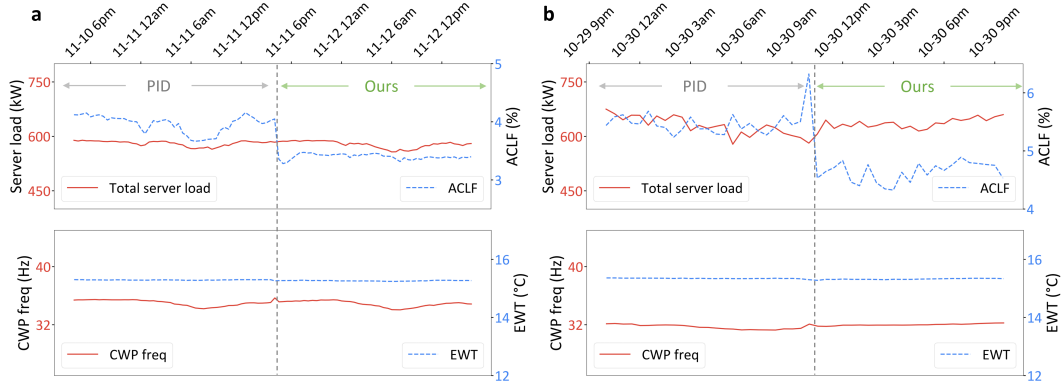 a
11-10 6pm
11-11 12am
11-11 6am
11-11 12pm
11-11 6pm
11-12 12am
11-12 6am
11-12 12pm
Server load (kW)
750
600
450
PID
Ours
5
4
3
ACLF (%)
Total server load
ACLF
CWP freq (Hz)
40
32
16
14
12
EWT (°C)
CWP freq
EWT
b
10-29 9pm
10-30 12am
10-30 3am
10-30 6am
10-30 9am
10-30 12pm
10-30 3pm
10-30 6pm
10-30 9pm
Server load (kW)
750
600
450
PID
Ours
6
5
4
ACLF (%)
Total server load
ACLF
CWP freq (Hz)
40
32
16
14
12
EWT (°C)
CWP freq
EWT